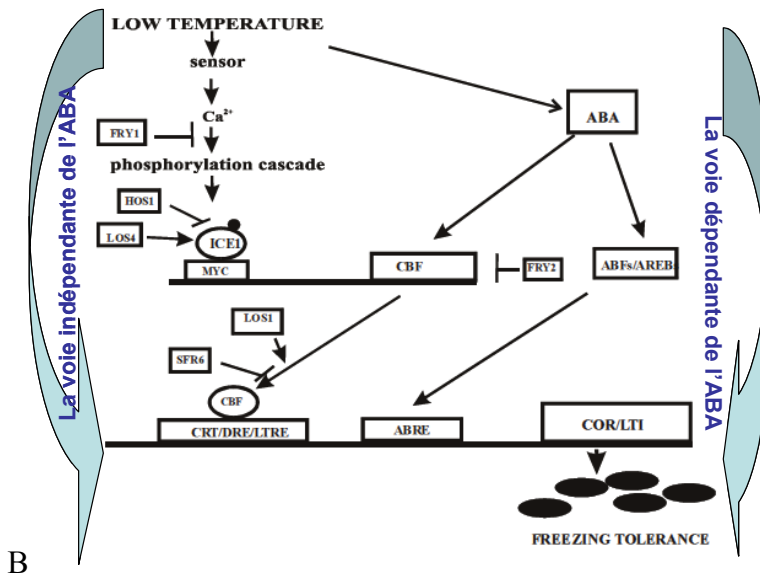 LOW TEMPERATURE
sensor
Ca²⁺
FRY1
phosphorylation cascade
HOS1
LOS4
ICE1
MYC
ABA
CBF
FRY2
ABFs/AREBs
LOS1
SFR6
CBF
CRT/DRE/LTRE
ABRE
COR/LTI
FREEZING TOLERANCE
La voie indépendante de l'ABA
La voie dépendante de l'ABA
B